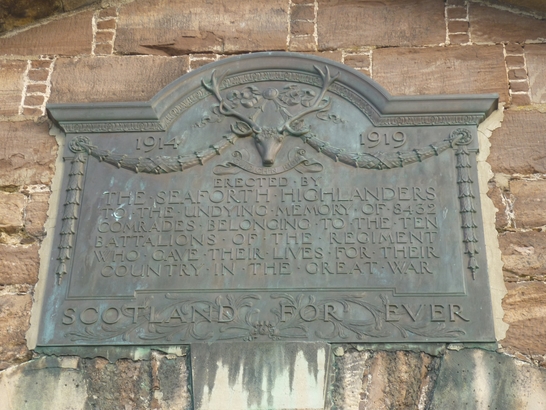 1914 1919
ERECTED · BY
THE · SEAFORTH · HIGHLANDERS
TO · THE · UNDYING · MEMORY · OF · 8432
COMRADES · BELONGING · TO · THE · TEN
BATTALIONS · OF · THE · REGIMENT
WHO · GAVE · THEIR · LIVES · FOR · THEIR
COUNTRY · IN · THE · GREAT · WAR
SCOTLAND FOR EVER